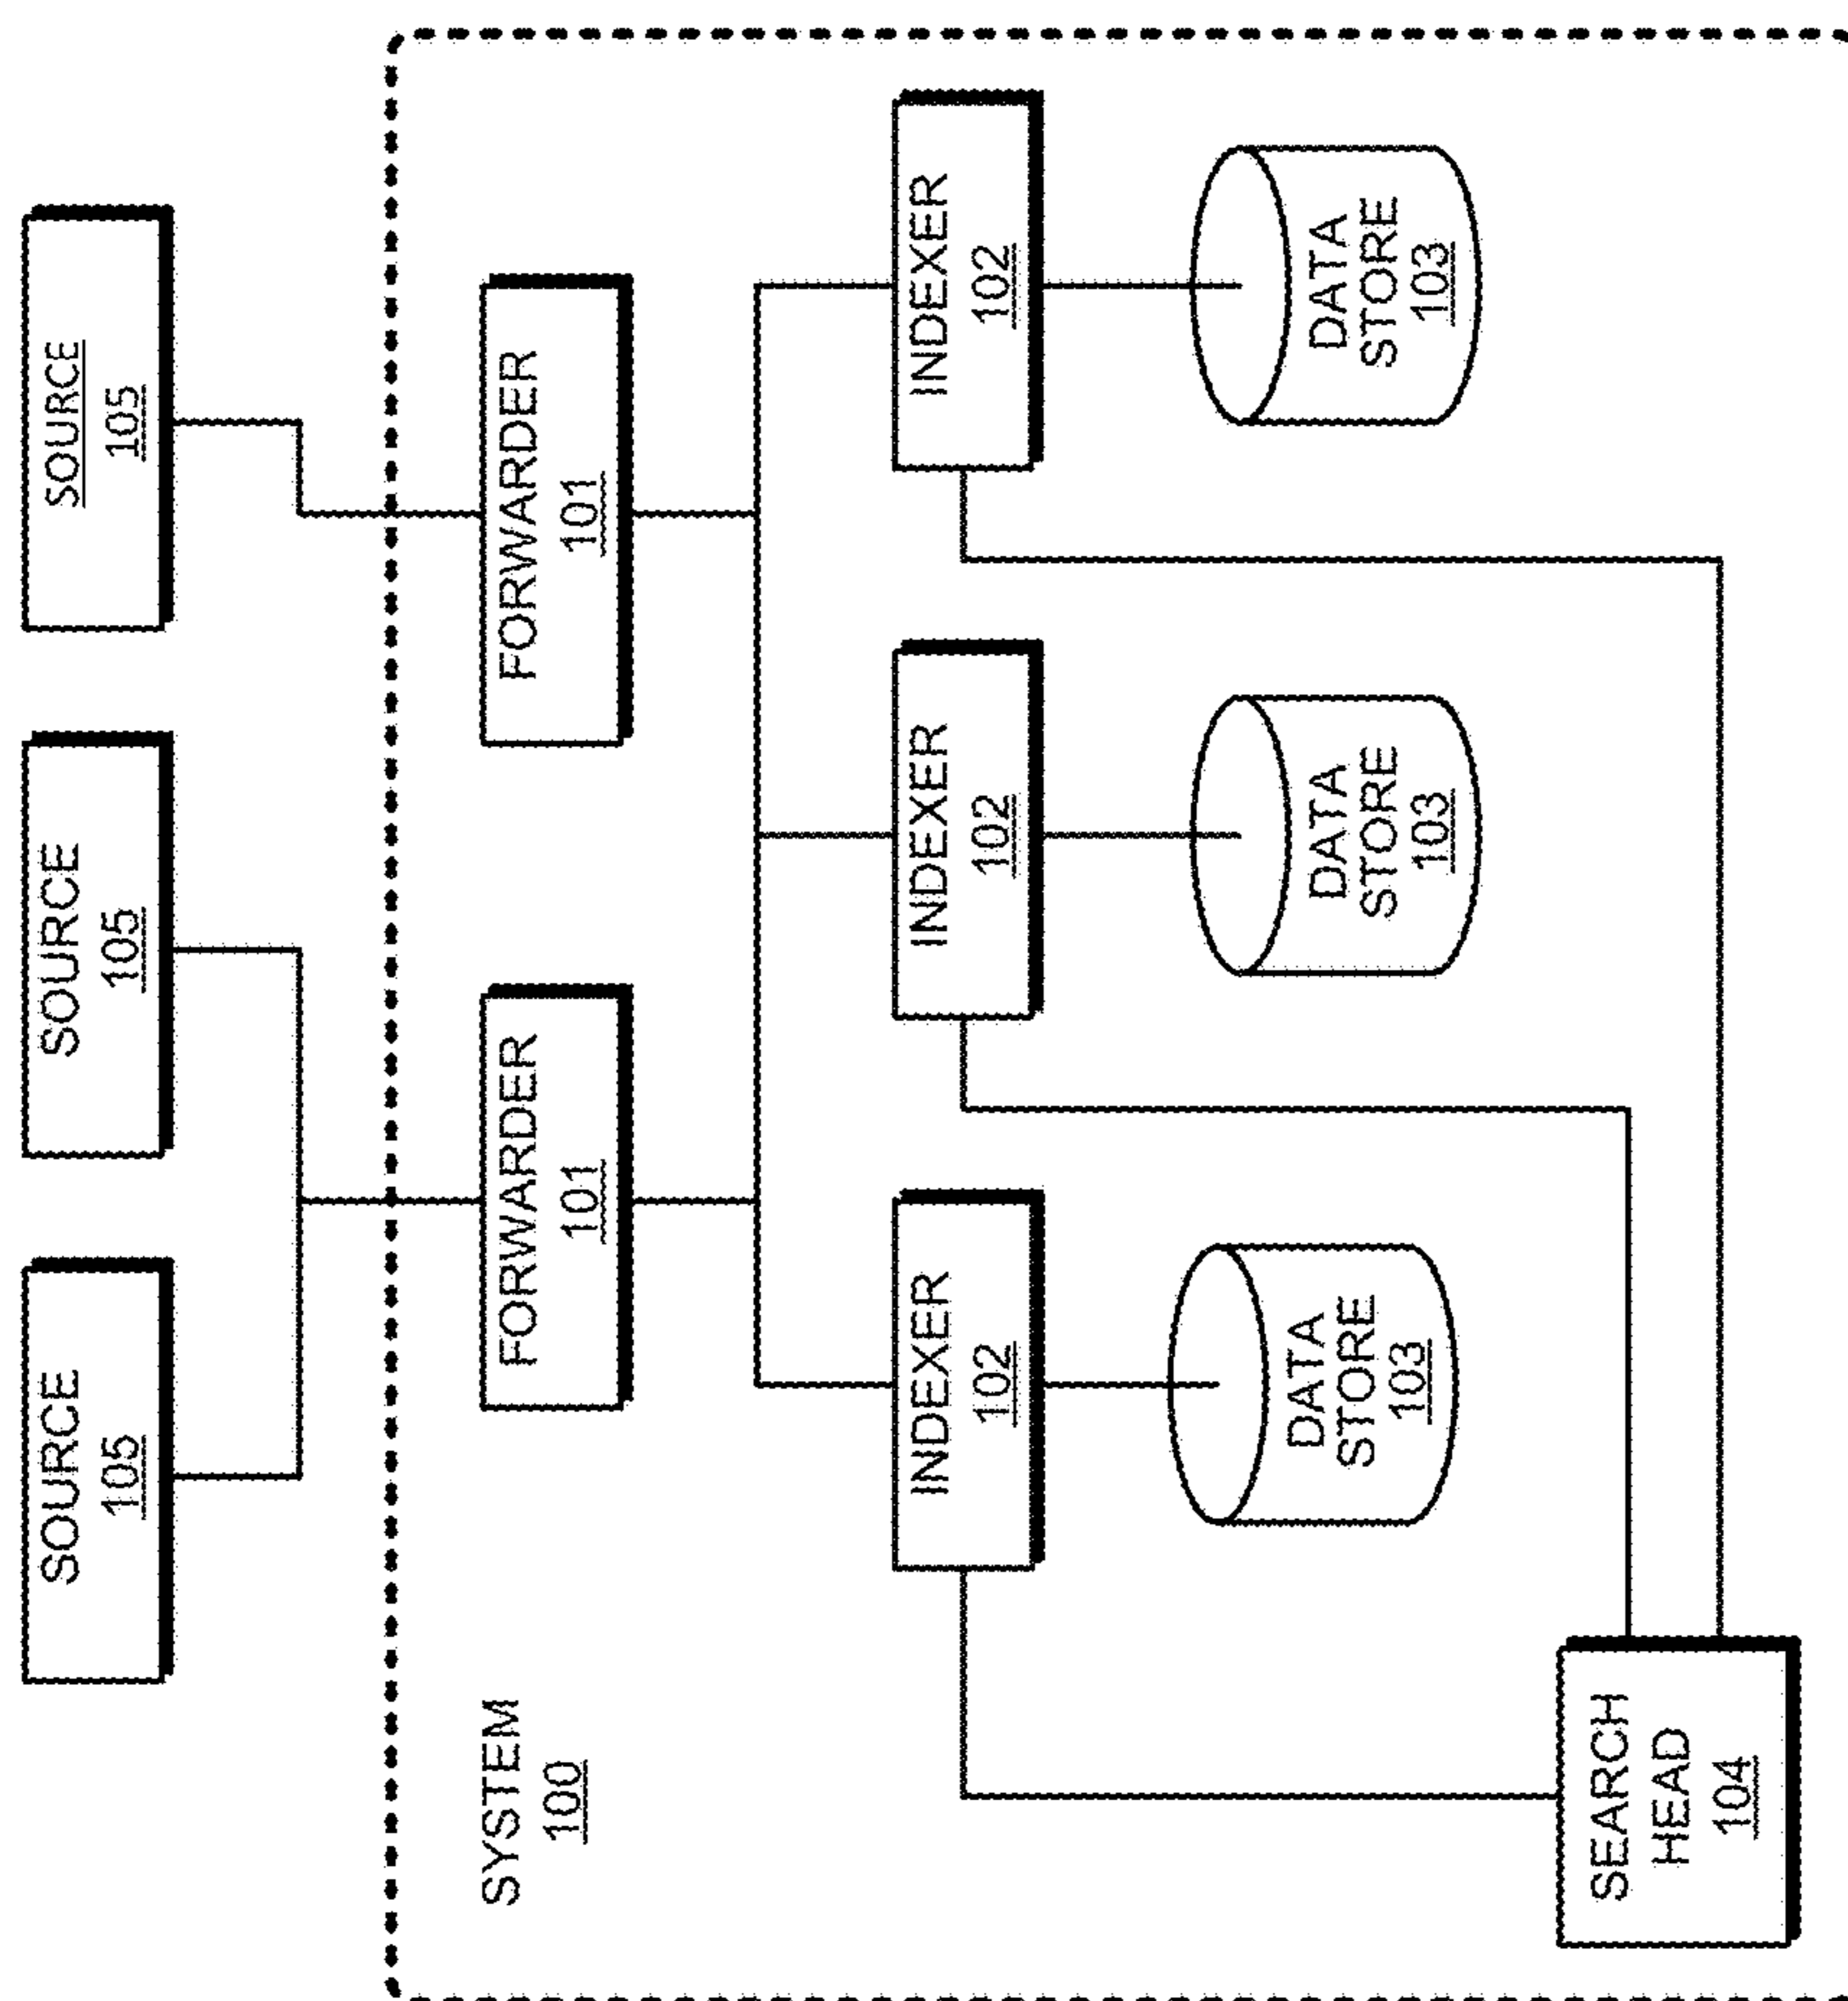 SOURCE
105
SOURCE
105
SOURCE
105
SYSTEM
100
FORWARDER
101
FORWARDER
101
INDEXER
102
INDEXER
102
INDEXER
102
DATA
STORE
103
DATA
STORE
103
DATA
STORE
103
SEARCH
HEAD
104